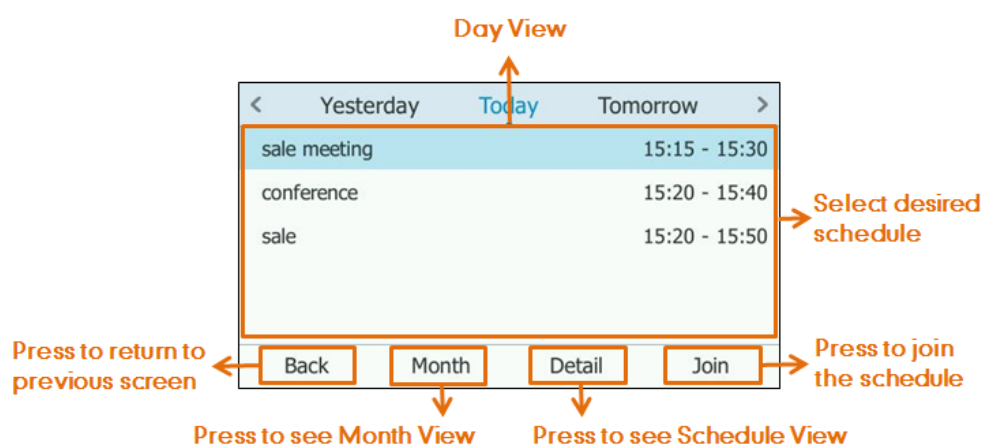 Day View
< Yesterday Today Tomorrow >
sale meeting 15:15 - 15:30
conference 15:20 - 15:40
sale 15:20 - 15:50
Select desired
schedule
Press to return to
previous screen
Back Month Detail Join
Press to join
the schedule
Press to see Month View Press to see Schedule View